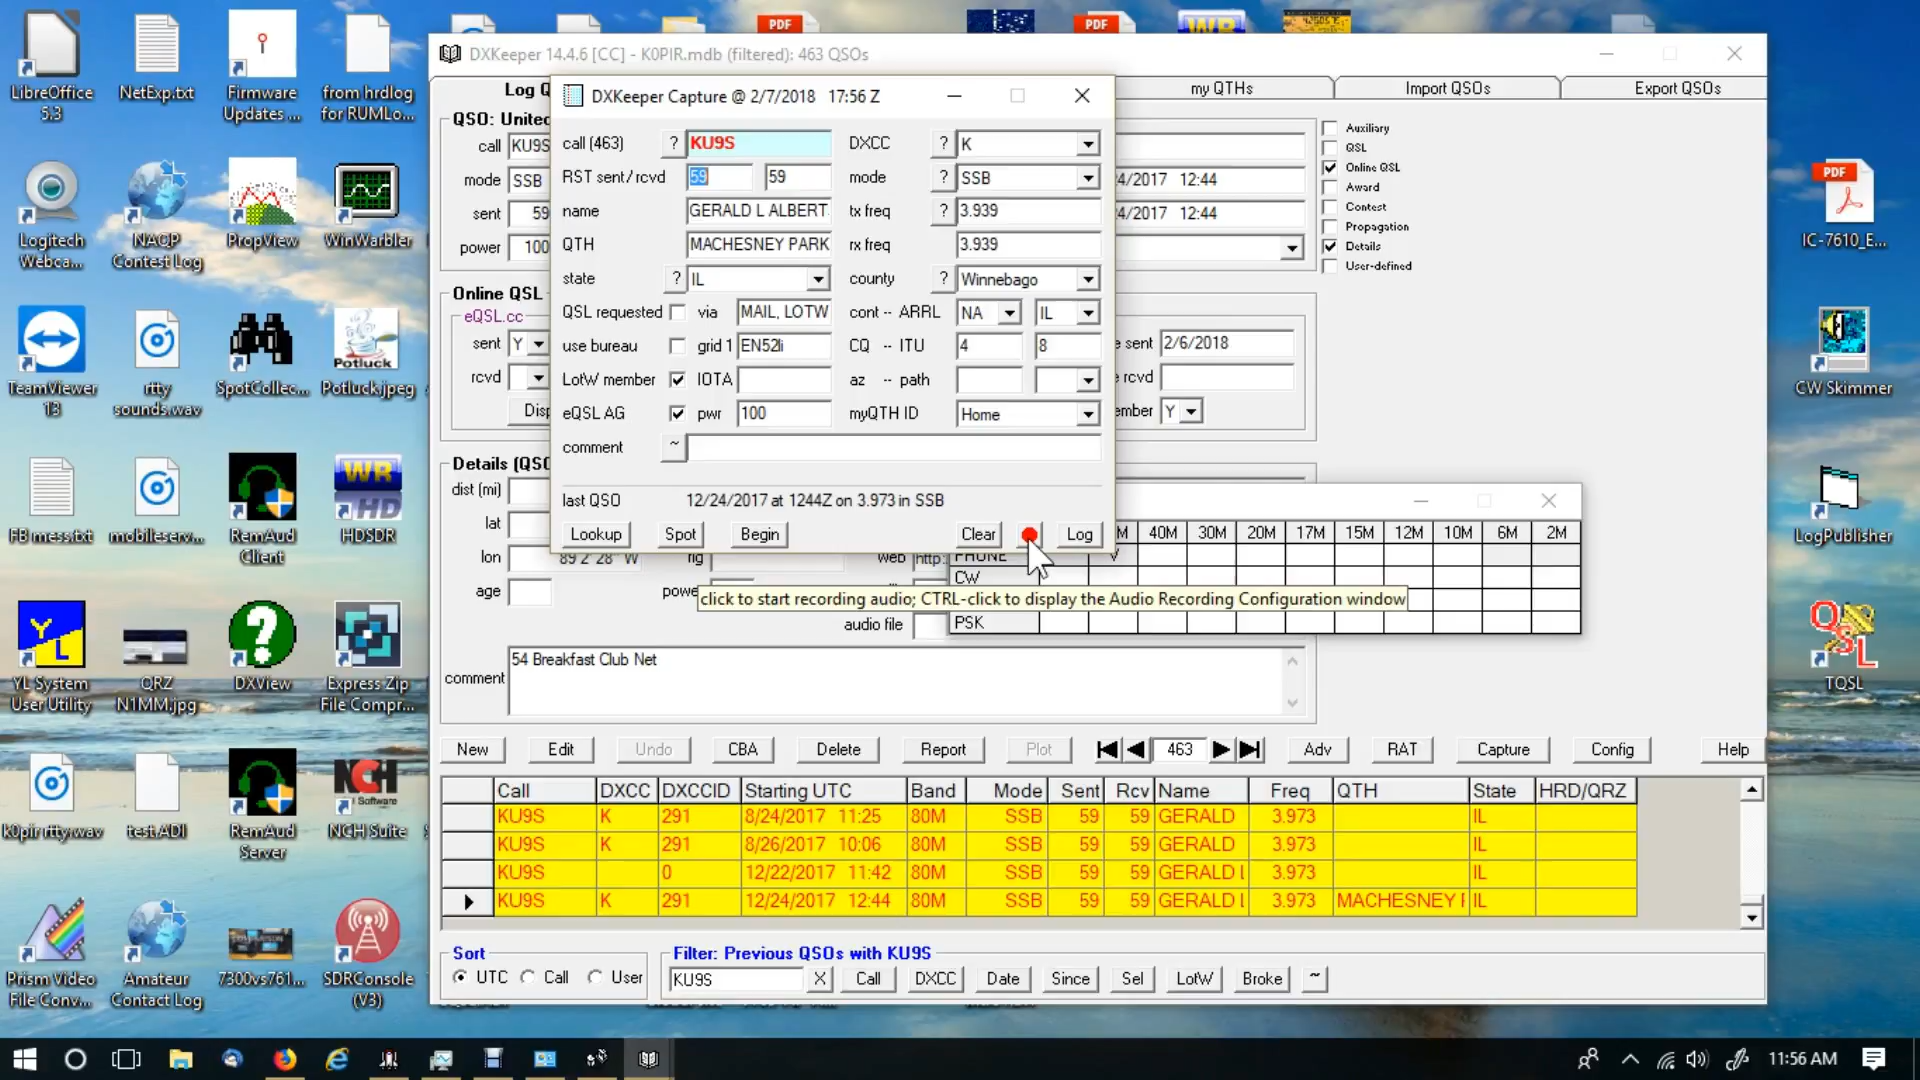 LibreOffice 5.3
NetExp.txt
Firmware Updates ...
from hrdlog for RUMLo...
Logitech Webca...
NAQP Contest Log
PropView
WinWarbler
TeamViewer 13
rtty sounds.wav
SpotCollec...
Potluck.jpeg
FB mess.txt
mobileserv...
RemAud Client
HDSDR
YL System User Utility
QRZ N1MM.jpg
DXView
Express Zip File Compr...
k0pir rtty.wav
test.ADI
RemAud Server
NCH Suite
Prism Video File Conv...
Amateur Contact Log
7300vs761...
SDRConsole (V3)
PDF
PDF
PDF
IC-7610_E...
CW Skimmer
LogPublisher
TQSL
DXKeeper 14.4.6 [CC] - K0PIR.mdb (filtered): 463 QSOs
Log Q
my QTHs
Import QSOs
Export QSOs
QSO: United
call KU9S
mode SSB
sent 59
power 100
4/2017 12:44
4/2017 12:44
Auxiliary
QSL
Online QSL
Award
Contest
Propagation
Details
User-defined
Online QSL
eQSL.cc
sent Y
rcvd
Disp
e sent 2/6/2018
e rcvd
ember Y
Details (QSO
dist (mi)
lat
lon 89 2' 28" W
rig
web http:
age
powe
audio file
comment 54 Breakfast Club Net
DXKeeper Capture @ 2/7/2018 17:56 Z
call (463) ? KU9S DXCC ? K
RST sent/ rcvd 59 59 mode ? SSB
name GERALD L ALBERT. tx freq ? 3.939
QTH MACHESNEY PARK rx freq 3.939
state ? IL county ? Winnebago
QSL requested via MAIL, LOTW cont -- ARRL NA IL
use bureau grid 1 EN52li CQ -- ITU 4 8
LotW member IOTA az -- path
eQSL AG pwr 100 myQTH ID Home
comment ~
last QSO 12/24/2017 at 1244Z on 3.973 in SSB
Lookup Spot Begin Clear Log
M 40M 30M 20M 17M 15M 12M 10M 6M 2M
PHONE
CW
PSK
click to start recording audio; CTRL-click to display the Audio Recording Configuration window
New Edit Undo CBA Delete Report Plot 463 Adv RAT Capture Config Help
Call DXCC DXCCID Starting UTC Band Mode Sent Rcv Name Freq QTH State HRD/QRZ
KU9S K 291 8/24/2017 11:25 80M SSB 59 59 GERALD 3.973 IL
KU9S K 291 8/26/2017 10:06 80M SSB 59 59 GERALD 3.973 IL
KU9S 0 12/22/2017 11:42 80M SSB 59 59 GERALD L 3.973 IL
KU9S K 291 12/24/2017 12:44 80M SSB 59 59 GERALD L 3.973 MACHESNEY F IL
Sort
UTC Call User
Filter: Previous QSOs with KU9S
KU9S X Call DXCC Date Since Sel LotW Broke ~
11:56 AM